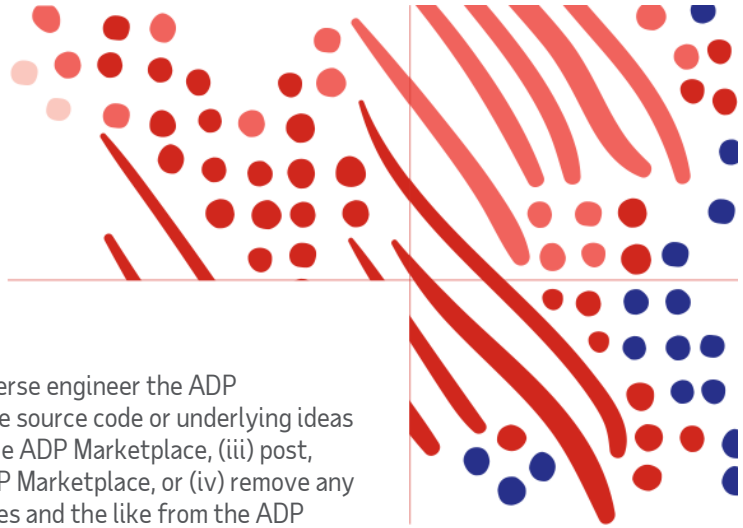 erse engineer the ADP
e source code or underlying ideas
e ADP Marketplace, (iii) post,
P Marketplace, or (iv) remove any
es and the like from the ADP